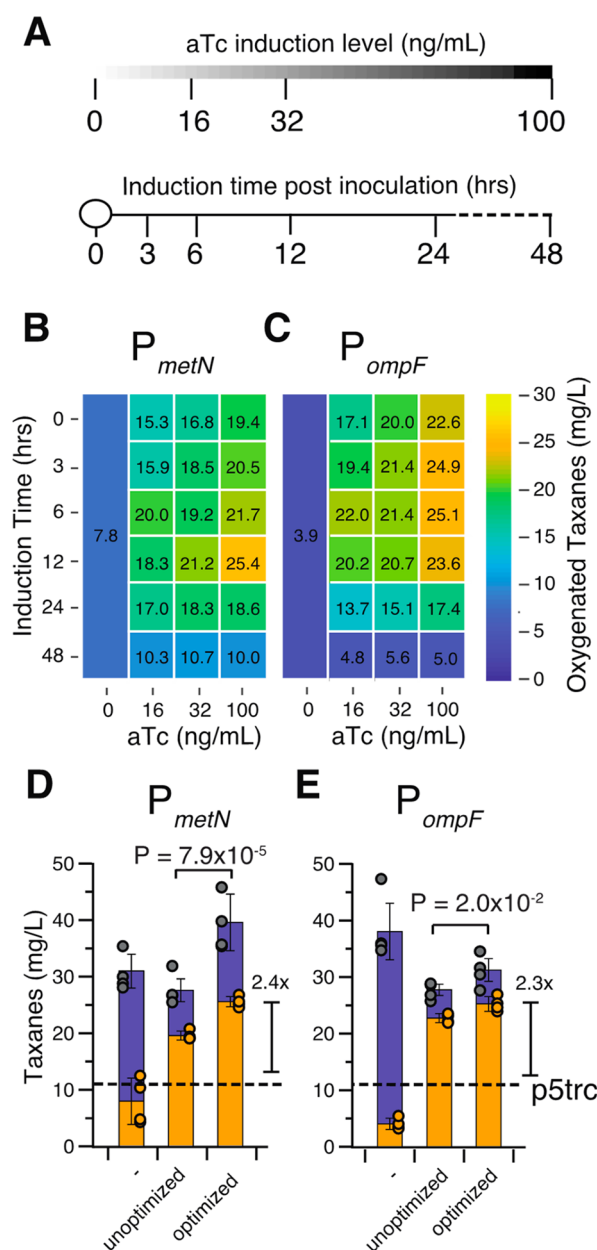 A
aTc induction level (ng/mL)
0 16 32 100
Induction time post inoculation (hrs)
0 3 6 12 24 48
B
P metN
C
P ompF
Induction Time (hrs)
0
3
6
12
24
48
7.8
15.3 16.8 19.4
15.9 18.5 20.5
20.0 19.2 21.7
18.3 21.2 25.4
17.0 18.3 18.6
10.3 10.7 10.0
0 16 32 100
aTc (ng/mL)
3.9
17.1 20.0 22.6
19.4 21.4 24.9
22.0 21.4 25.1
20.2 20.7 23.6
13.7 15.1 17.4
4.8 5.6 5.0
0 16 32 100
aTc (ng/mL)
30
25
20
15
10
5
0
Oxygenated Taxanes (mg/L)
D
P metN
P = 7.9x10-5
Taxanes (mg/L)
50
40
30
20
10
0
2.4x
-
unoptimized
optimized
E
P ompF
P = 2.0x10-2
50
40
30
20
10
0
2.3x
p5trc
-
unoptimized
optimized